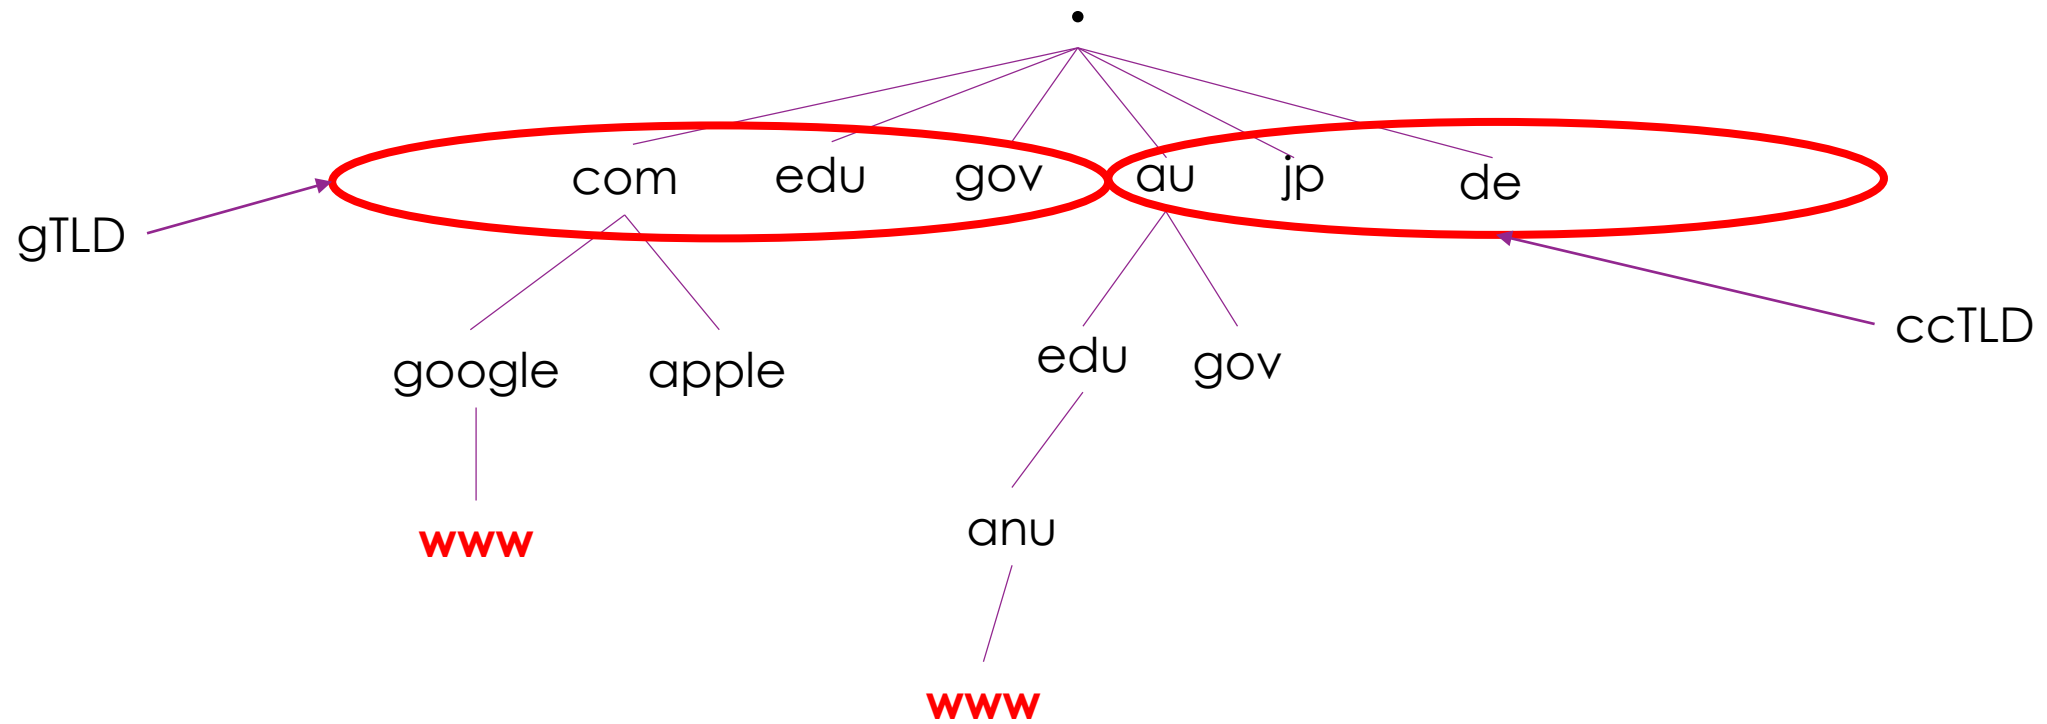 .
com edu gov au jp de
gTLD
ccTLD
google apple edu gov
anu
www
www